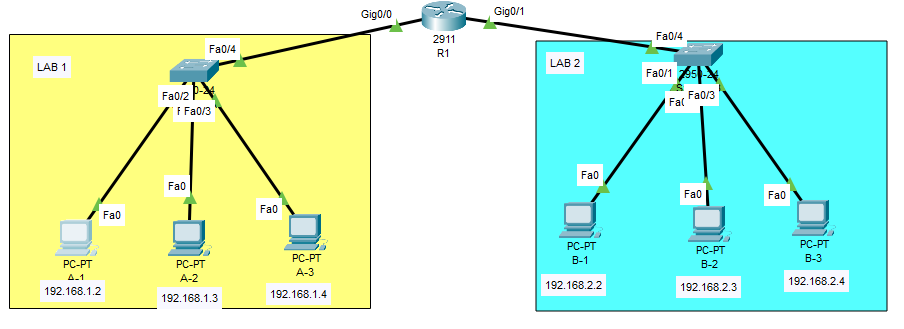 Gig0/0
Gig0/1
2911
R1
LAB 1
Fa0/4
Fa0/2
Fa0/3
Fa0
Fa0
Fa0
PC-PT
A-1
PC-PT
A-2
PC-PT
A-3
192.168.1.2
192.168.1.3
192.168.1.4
LAB 2
Fa0/4
2950-24
Fa0/1
Fa0/3
Fa0
Fa0
Fa0
PC-PT
B-1
PC-PT
B-2
PC-PT
B-3
192.168.2.2
192.168.2.3
192.168.2.4